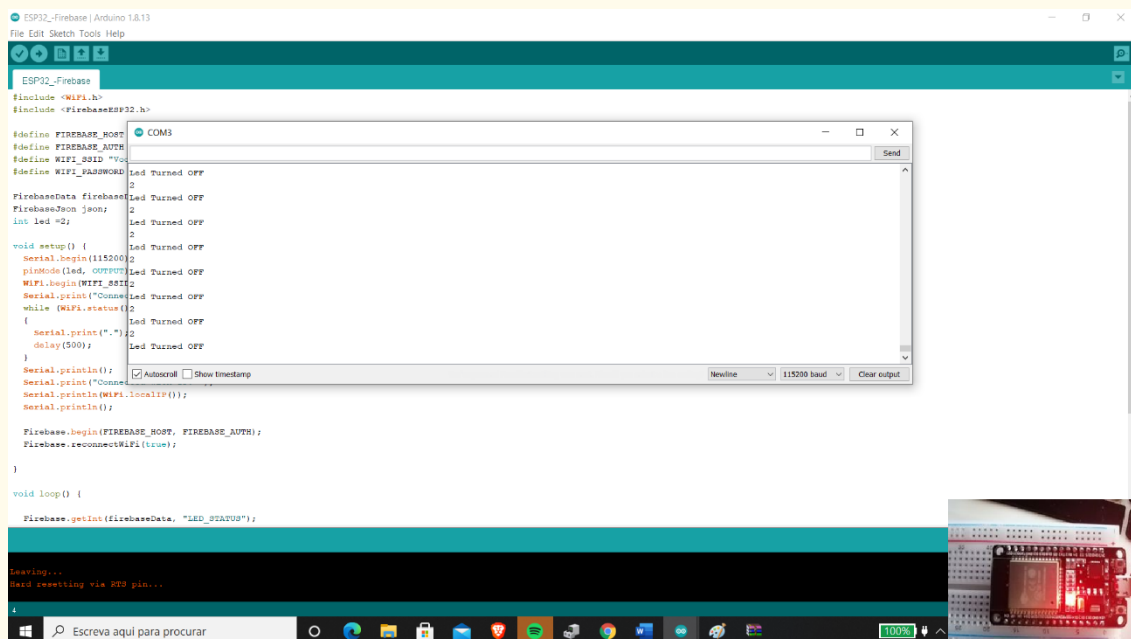 ESP32_-Firebase | Arduino 1.8.13
File Edit Sketch Tools Help
ESP32_-Firebase
#include <WiFi.h>
#include <FirebaseESP32.h>
#define FIREBASE_HOST
#define FIREBASE_AUTH
#define WIFI_SSID
#define WIFI_PASSWORD
FirebaseJson json;
int led =2;
void setup() {
Serial.begin(115200)
pinMode(led, OUTPUT)
while (WiFi.status()
{
Serial.print(".");
delay(500);
}
Serial.println();
Serial.print(
Serial.println(WiFi.localIP());
Serial.println();
Firebase.begin(FIREBASE_HOST, FIREBASE_AUTH);
Firebase.reconnectWiFi(true);
}
void loop() {
Firebase.getInt(firebaseData, "LED_STATUS");
COM3
Send
Led Turned OFF
2
Led Turned OFF
2
Led Turned OFF
2
Led Turned OFF
2
Led Turned OFF
2
Led Turned OFF
2
Led Turned OFF
2
Led Turned OFF
Autoscroll Show timestamp Newline 115200 baud Clear output
Leaving...
Hard resetting via RTS pin...
4
Escreva aqui para procurar
100%